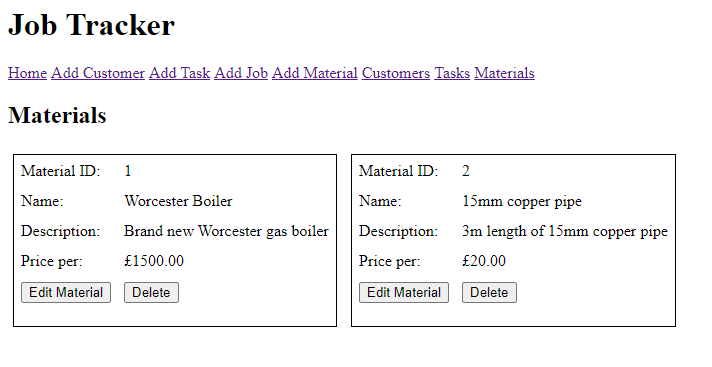 Job Tracker
Home Add Customer Add Task Add Job Add Material Customers Tasks Materials
Materials
Material ID: 1
Name: Worcester Boiler
Description: Brand new Worcester gas boiler
Price per: £1500.00
Edit Material Delete
Material ID: 2
Name: 15mm copper pipe
Description: 3m length of 15mm copper pipe
Price per: £20.00
Edit Material Delete